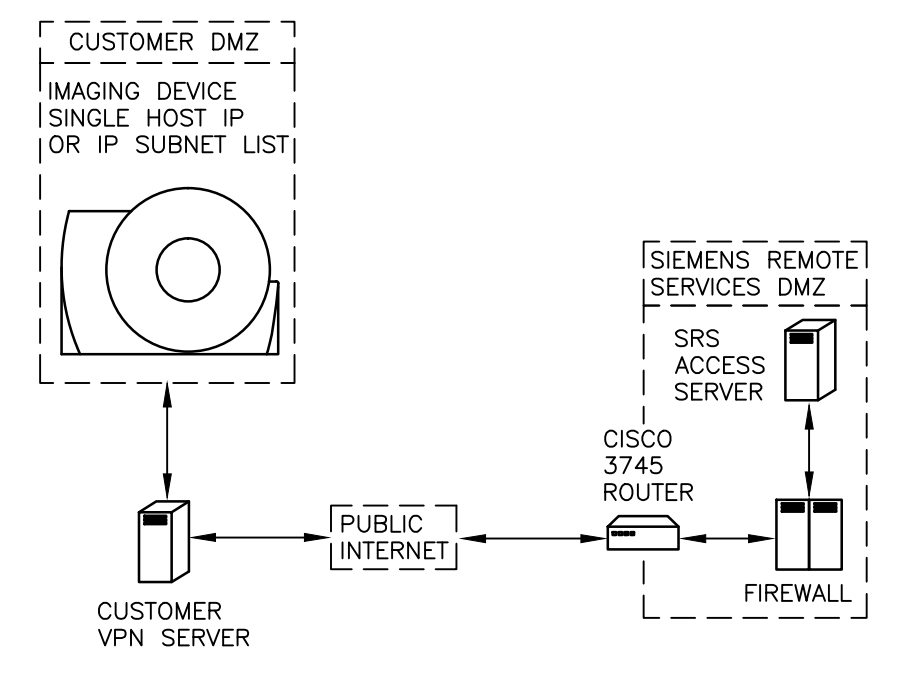 CUSTOMER DMZ
IMAGING DEVICE
SINGLE HOST IP
OR IP SUBNET LIST
SIEMENS REMOTE
SERVICES DMZ
SRS
ACCESS
SERVER
CISCO
3745
ROUTER
PUBLIC
INTERNET
FIREWALL
CUSTOMER
VPN SERVER